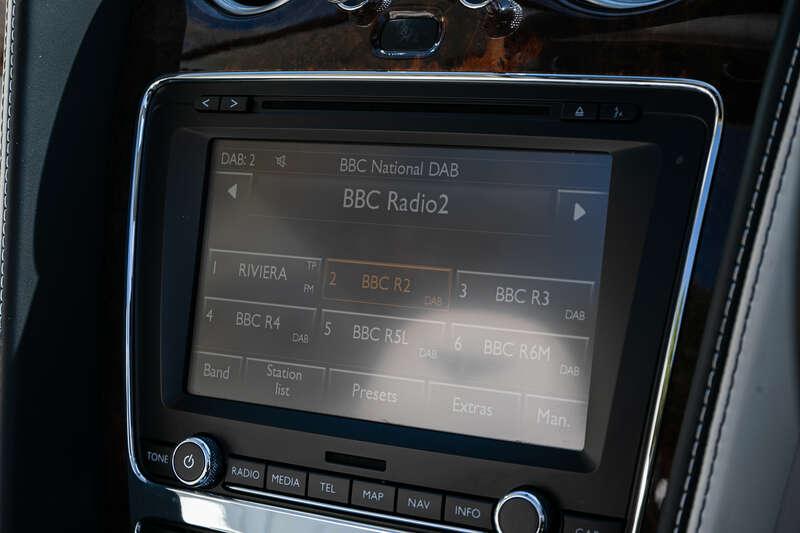 DAB: 2
BBC National DAB
BBC Radio2
1 RIVIERA TP FM
2 BBC R2 DAB
3 BBC R3 DAB
4 BBC R4 DAB
5 BBC R5L DAB
6 BBC R6M DAB
Band
Station list
Presets
Extras
Man.
TONE
RADIO
MEDIA
TEL
MAP
NAV
INFO